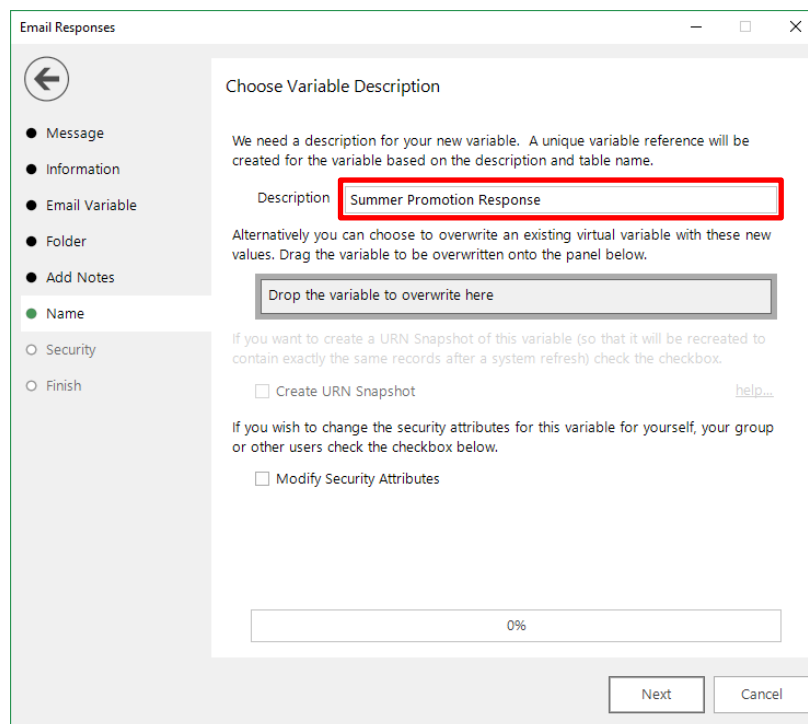 Email Responses
Choose Variable Description
Message
Information
Email Variable
Folder
Add Notes
Name
Security
Finish
We need a description for your new variable. A unique variable reference will be
created for the variable based on the description and table name.
Description Summer Promotion Response
Alternatively you can choose to overwrite an existing virtual variable with these new
values. Drag the variable to be overwritten onto the panel below.
Drop the variable to overwrite here
If you want to create a URN Snapshot of this variable (so that it will be recreated to
contain exactly the same records after a system refresh) check the checkbox.
Create URN Snapshot help...
If you wish to change the security attributes for this variable for yourself, your group
or other users check the checkbox below.
Modify Security Attributes
0%
Next Cancel